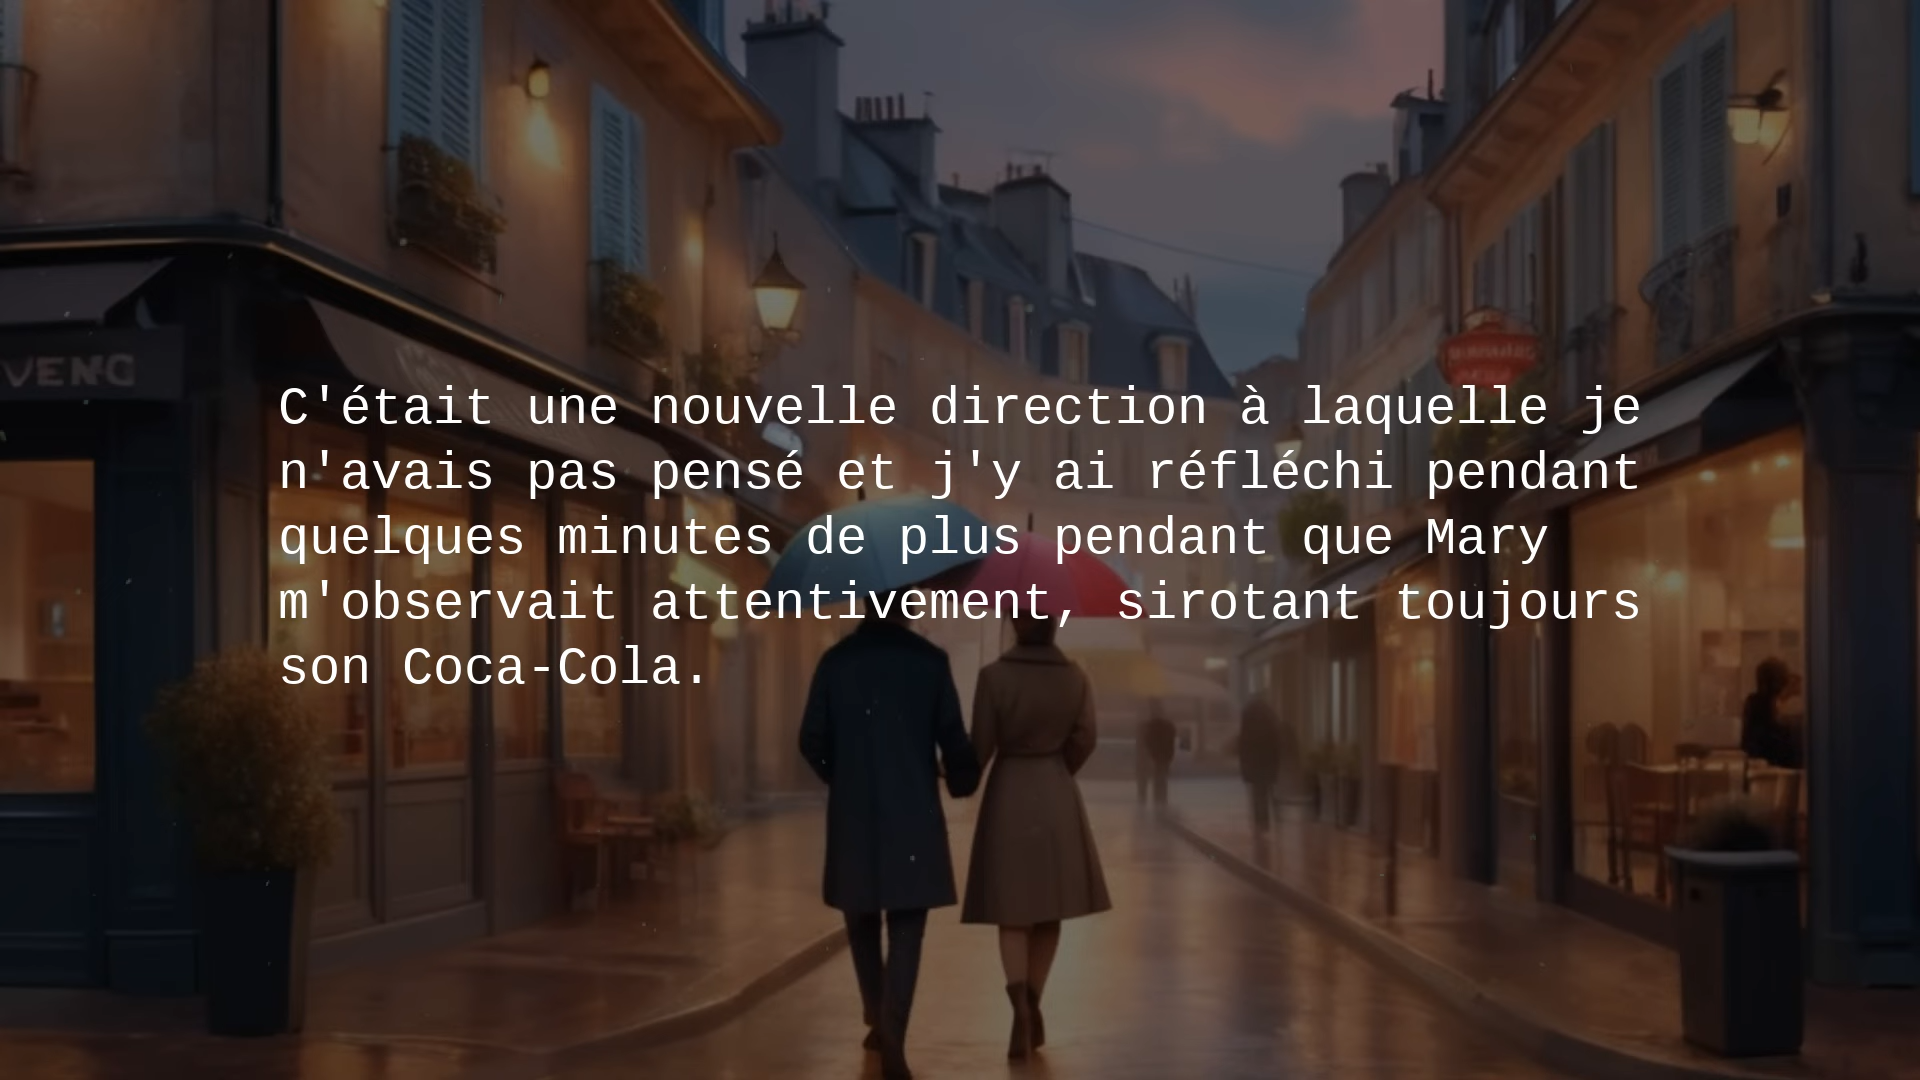 C'était une nouvelle direction à laquelle je
n'avais pas pensé et j'y ai réfléchi pendant
quelques minutes de plus pendant que Mary
m'observait attentivement, sirotant toujours
son Coca-Cola.